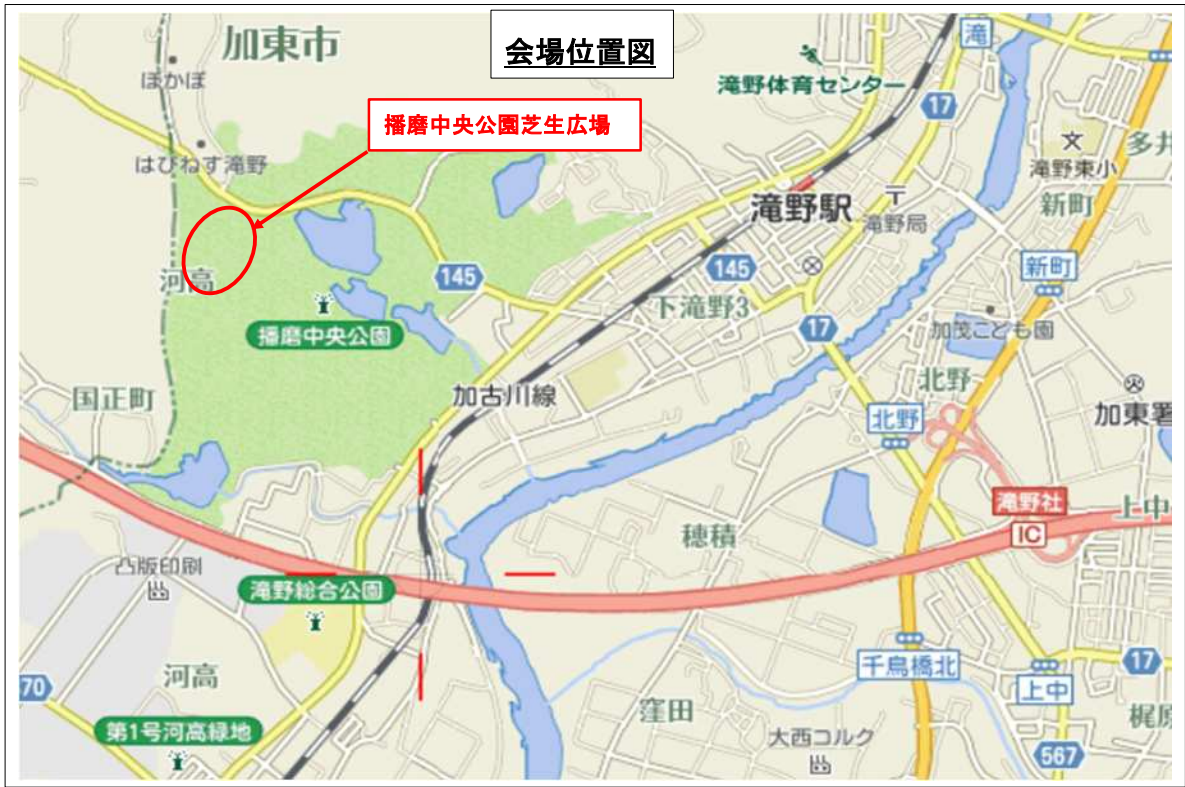 会場位置図
加東市
滝
ぽかぽ
滝野体育センター
17
播磨中央公園芝生広場
はぴねす滝野
滝野東小
多井
滝野駅
滝野局
新町
河高
145
145
新町
下滝野3
播磨中央公園
17
加茂こども園
国正町
加古川線
北野
北野
加東署
滝野社
IC
上中
穂積
凸版印刷
滝野総合公園
河高
70
千鳥橋北
17
上中
窪田
梶原
第1号河高緑地
大西コルク
567